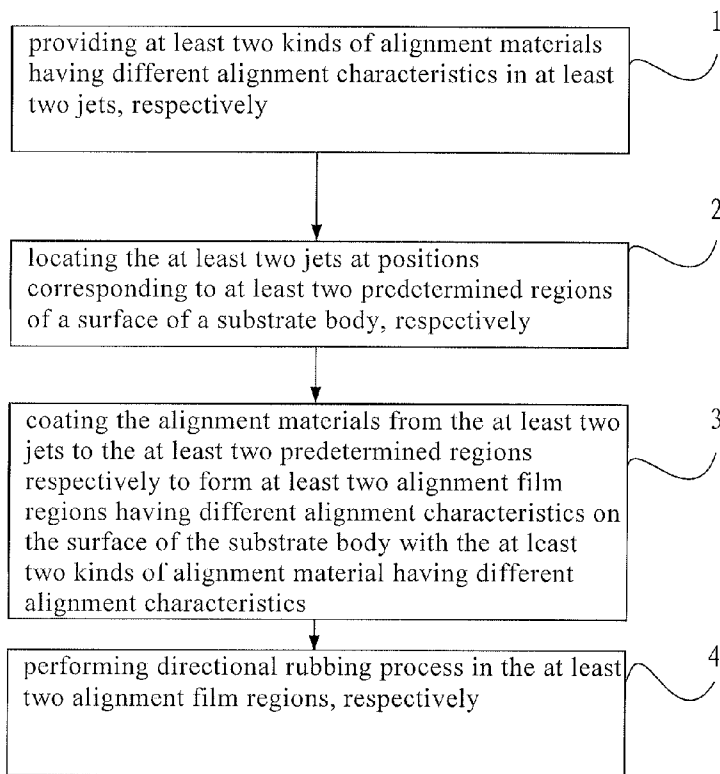 1
providing at least two kinds of alignment materials
having different alignment characteristics in at least
two jets, respectively
2
locating the at least two jets at positions
corresponding to at least two predetermined regions
of a surface of a substrate body, respectively
3
coating the alignment materials from the at least two
jets to the at least two predetermined regions
respectively to form at least two alignment film
regions having different alignment characteristics on
the surface of the substrate body with the at least
two kinds of alignment material having different
alignment characteristics
4
performing directional rubbing process in the at least
two alignment film regions, respectively